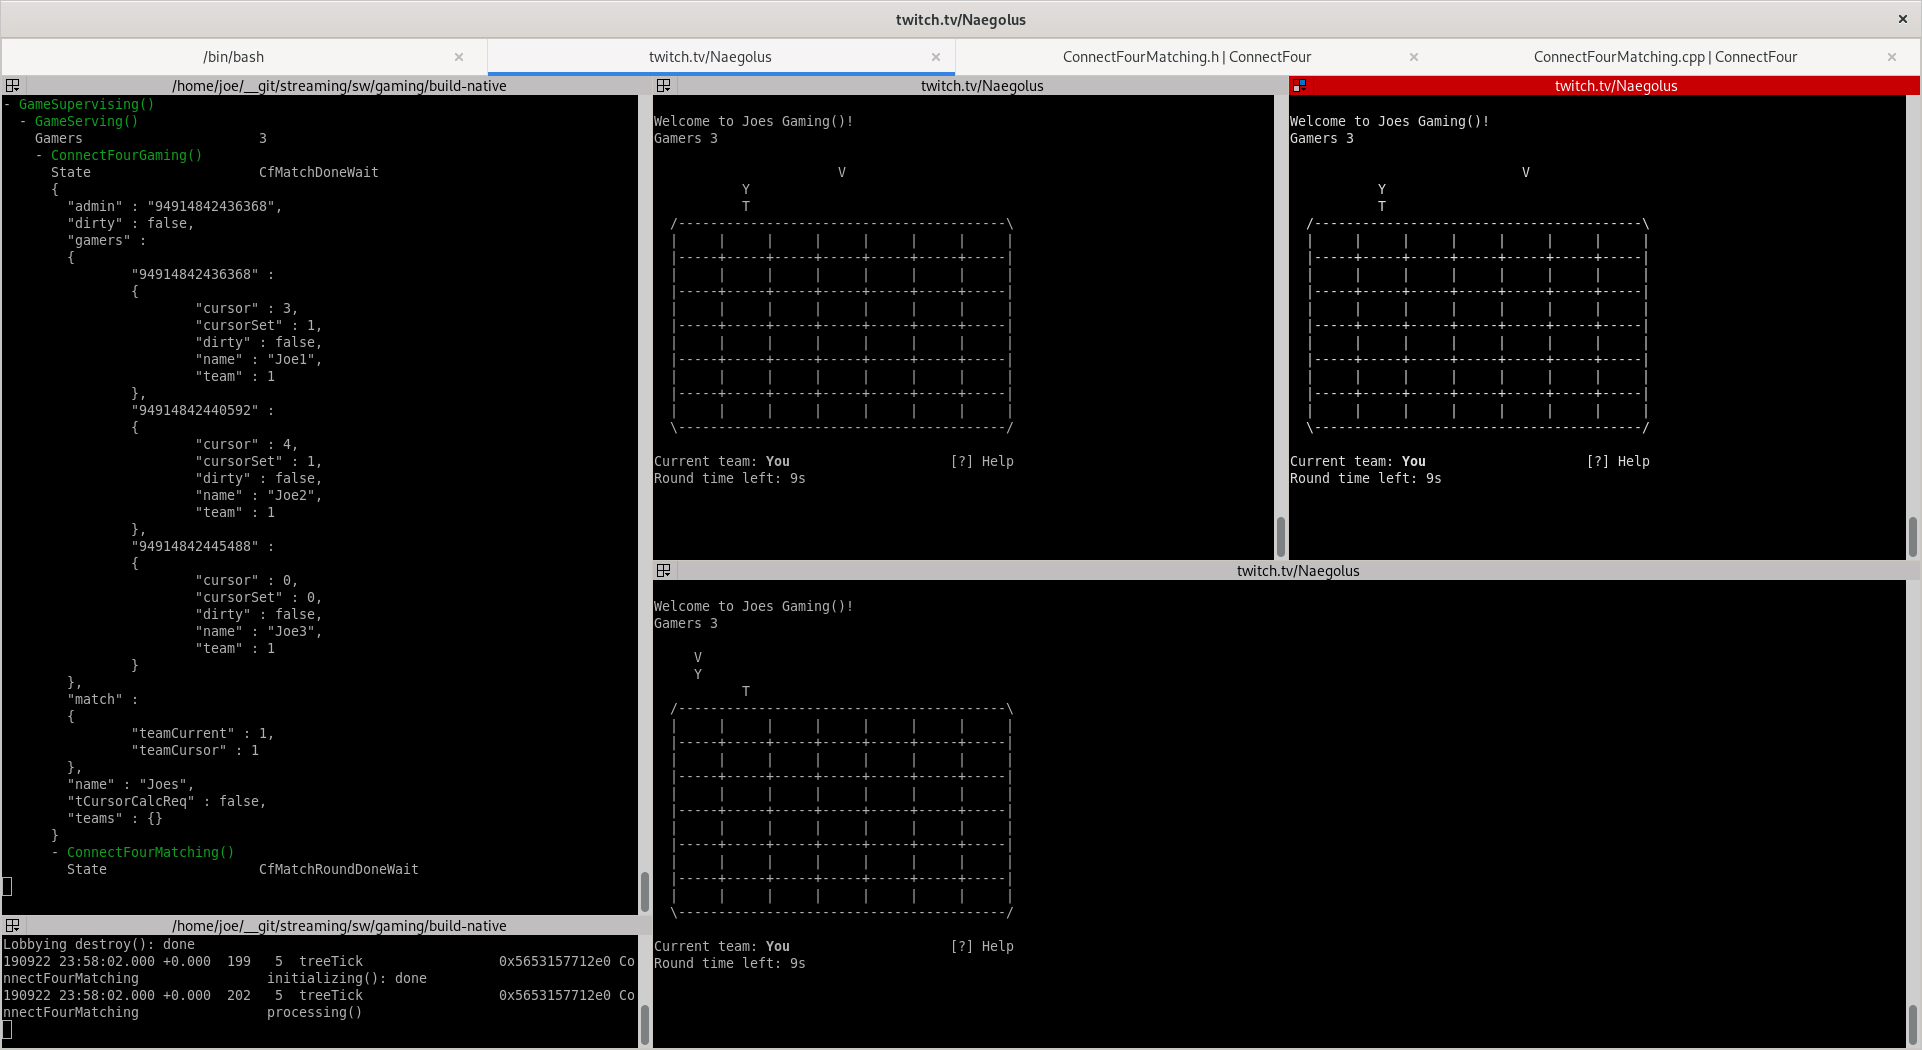 twitch.tv/Naegolus ×
/bin/bash × twitch.tv/Naegolus × ConnectFourMatching.h | ConnectFour × ConnectFourMatching.cpp | ConnectFour ×
/home/joe/__git/streaming/sw/gaming/build-native
- GameSupervising()
  - GameServing()
    Gamers                3
    - ConnectFourGaming()
      State                     CfMatchDoneWait
      {
        "admin" : "94914842436368",
        "dirty" : false,
        "gamers" :
        {
                "94914842436368" :
                {
                        "cursor" : 3,
                        "cursorSet" : 1,
                        "dirty" : false,
                        "name" : "Joe1",
                        "team" : 1
                },
                "94914842440592" :
                {
                        "cursor" : 4,
                        "cursorSet" : 1,
                        "dirty" : false,
                        "name" : "Joe2",
                        "team" : 1
                },
                "94914842445488" :
                {
                        "cursor" : 0,
                        "cursorSet" : 0,
                        "dirty" : false,
                        "name" : "Joe3",
                        "team" : 1
                }
        },
        "match" :
        {
                "teamCurrent" : 1,
                "teamCursor" : 1
        },
        "name" : "Joes",
        "tCursorCalcReq" : false,
        "teams" : {}
      }
      - ConnectFourMatching()
        State                   CfMatchRoundDoneWait
/home/joe/__git/streaming/sw/gaming/build-native
Lobbying destroy(): done
190922 23:58:02.000 +0.000  199   5  treeTick                 0x5653157712e0 Co
nnectFourMatching                initializing(): done
190922 23:58:02.000 +0.000  202   5  treeTick                 0x5653157712e0 Co
nnectFourMatching                processing()
twitch.tv/Naegolus
Welcome to Joes Gaming()!
Gamers 3
V
Y
T
/-----------------------------------------\
|     |     |     |     |     |     |     |
|-----+-----+-----+-----+-----+-----+-----|
|     |     |     |     |     |     |     |
|-----+-----+-----+-----+-----+-----+-----|
|     |     |     |     |     |     |     |
|-----+-----+-----+-----+-----+-----+-----|
|     |     |     |     |     |     |     |
|-----+-----+-----+-----+-----+-----+-----|
|     |     |     |     |     |     |     |
|-----+-----+-----+-----+-----+-----+-----|
|     |     |     |     |     |     |     |
\-----------------------------------------/
Current team: You                    [?] Help
Round time left: 9s
twitch.tv/Naegolus
Welcome to Joes Gaming()!
Gamers 3
V
Y
T
/-----------------------------------------\
|     |     |     |     |     |     |     |
|-----+-----+-----+-----+-----+-----+-----|
|     |     |     |     |     |     |     |
|-----+-----+-----+-----+-----+-----+-----|
|     |     |     |     |     |     |     |
|-----+-----+-----+-----+-----+-----+-----|
|     |     |     |     |     |     |     |
|-----+-----+-----+-----+-----+-----+-----|
|     |     |     |     |     |     |     |
|-----+-----+-----+-----+-----+-----+-----|
|     |     |     |     |     |     |     |
\-----------------------------------------/
Current team: You                    [?] Help
Round time left: 9s
twitch.tv/Naegolus
Welcome to Joes Gaming()!
Gamers 3
V
Y
T
/-----------------------------------------\
|     |     |     |     |     |     |     |
|-----+-----+-----+-----+-----+-----+-----|
|     |     |     |     |     |     |     |
|-----+-----+-----+-----+-----+-----+-----|
|     |     |     |     |     |     |     |
|-----+-----+-----+-----+-----+-----+-----|
|     |     |     |     |     |     |     |
|-----+-----+-----+-----+-----+-----+-----|
|     |     |     |     |     |     |     |
|-----+-----+-----+-----+-----+-----+-----|
|     |     |     |     |     |     |     |
\-----------------------------------------/
Current team: You                    [?] Help
Round time left: 9s